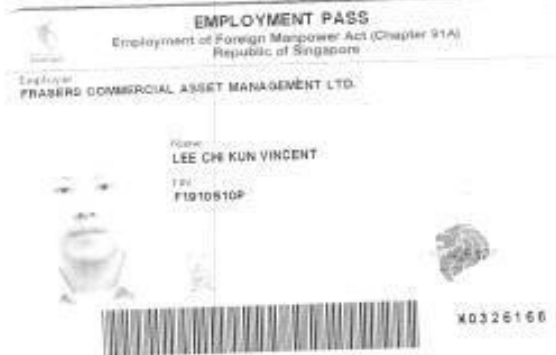 EMPLOYMENT PASS
Employment of Foreign Manpower Act (Chapter 91A)
Republic of Singapore
Employer
FRASERS COMMERCIAL ASSET MANAGEMENT LTD.
Name
LEE CHI KUN VINCENT
FIN
F1910510P
K0326166